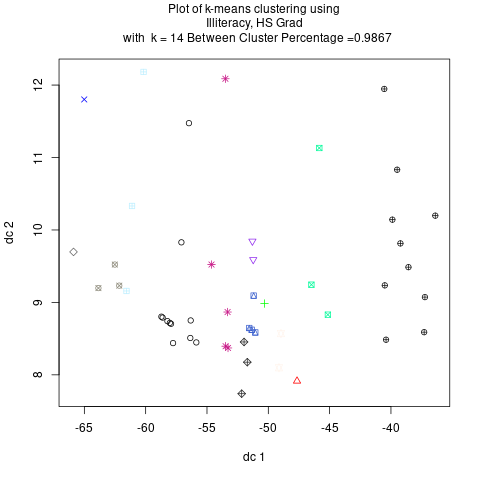 Plot of k-means clustering using
Illiteracy, HS Grad
with k = 14 Between Cluster Percentage =0.9867
12
11
10
9
8
dc 2
-65 -60 -55 -50 -45 -40
dc 1